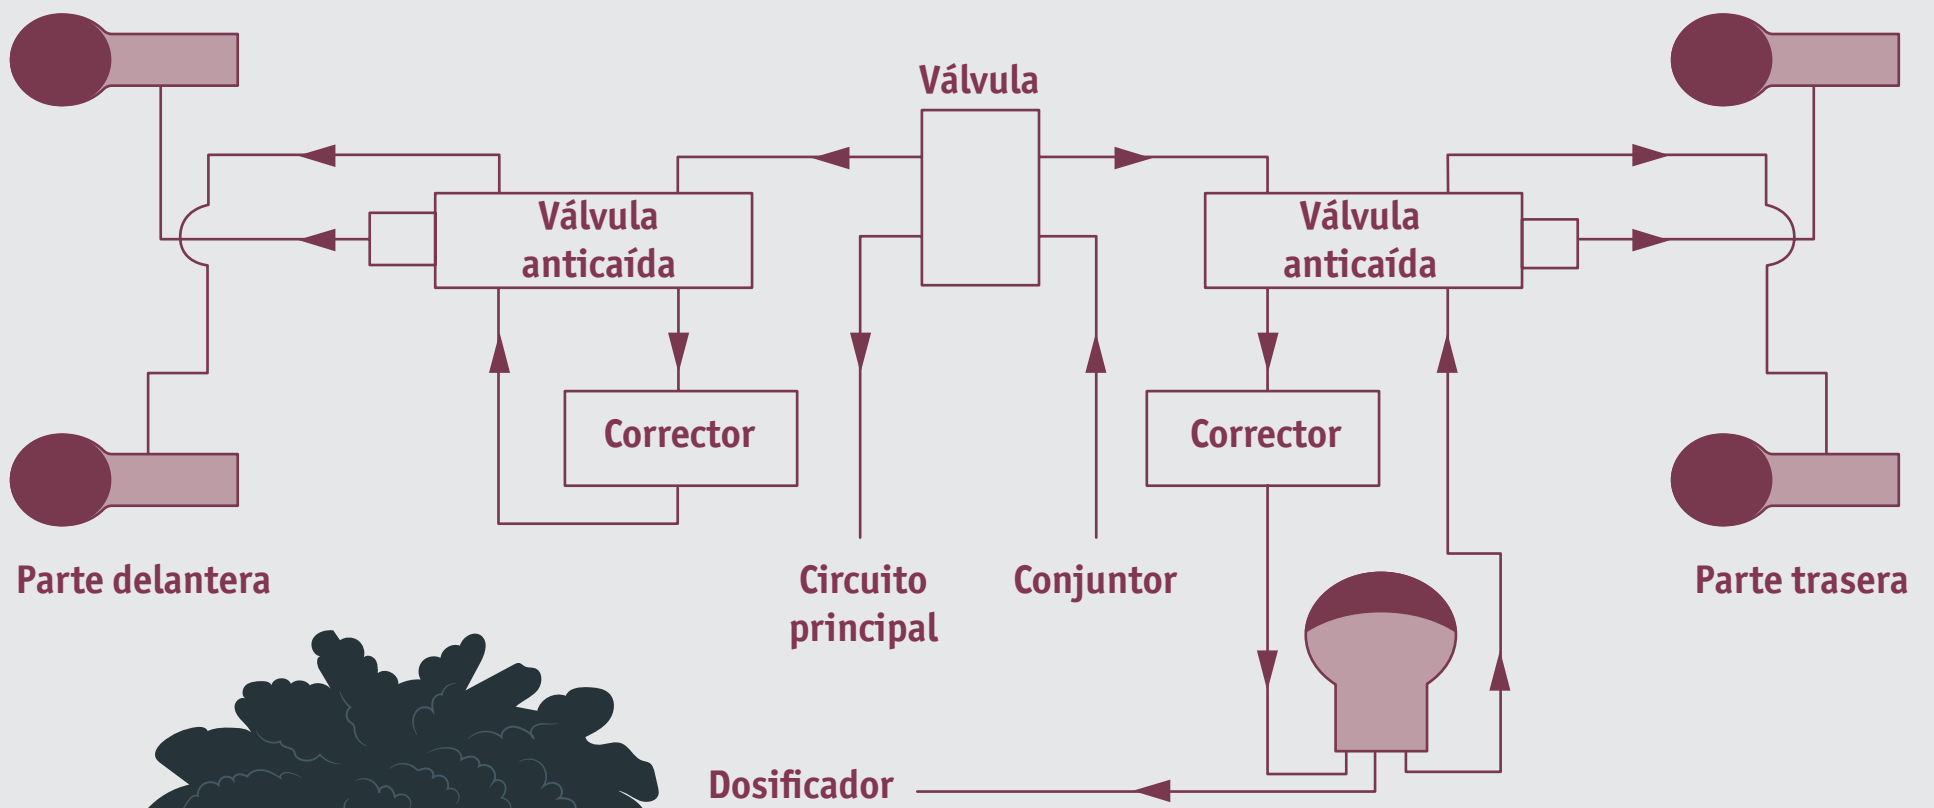 Válvula
Válvula
anticaída
Válvula
anticaída
Corrector
Corrector
Parte delantera
Circuito
principal
Conjuntor
Parte trasera
Dosificador